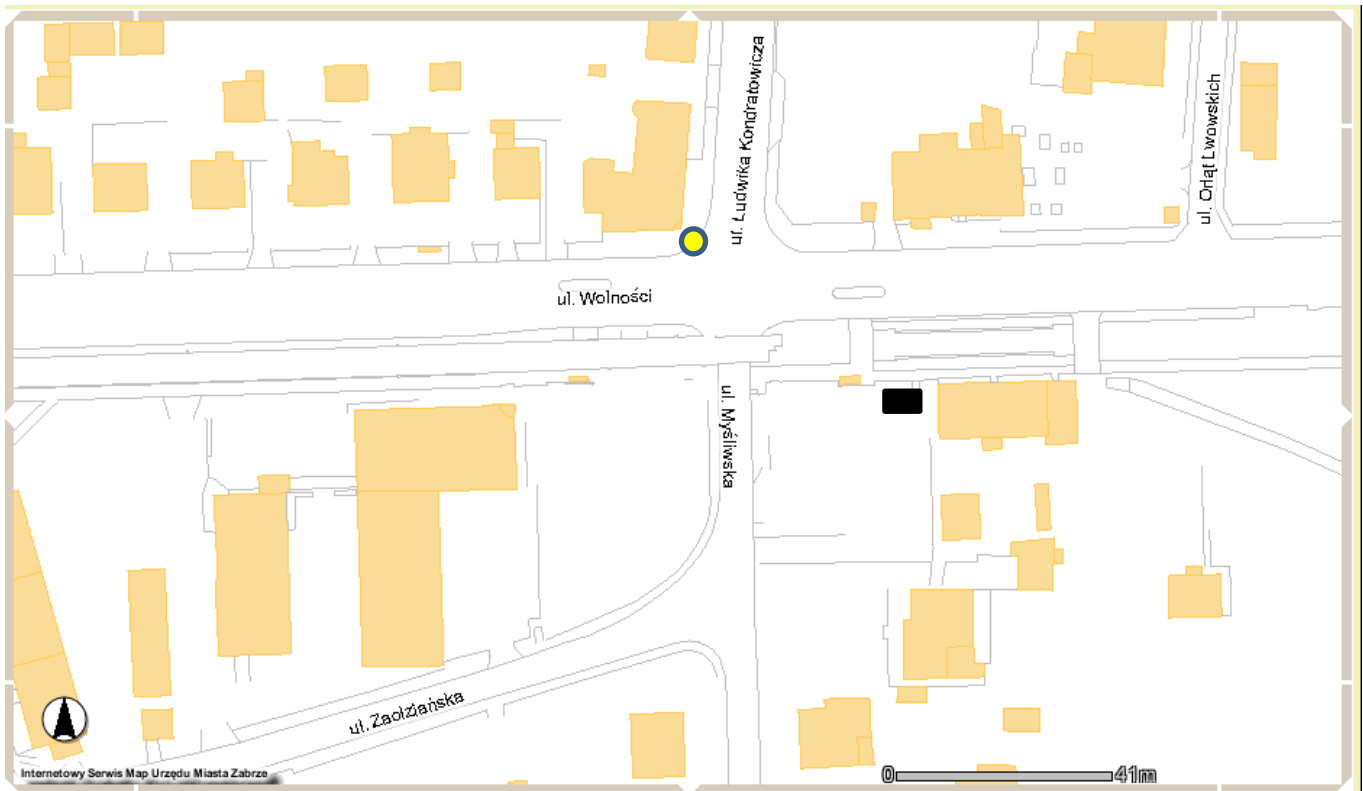 ul. Ludwika Kondratowicza
ul. Orląt Lwowskich
ul. Wolności
ul. Myśliwska
ul. Zaolziańska
Internetowy Serwis Map Urzędu Miasta Zabrze
0 41m